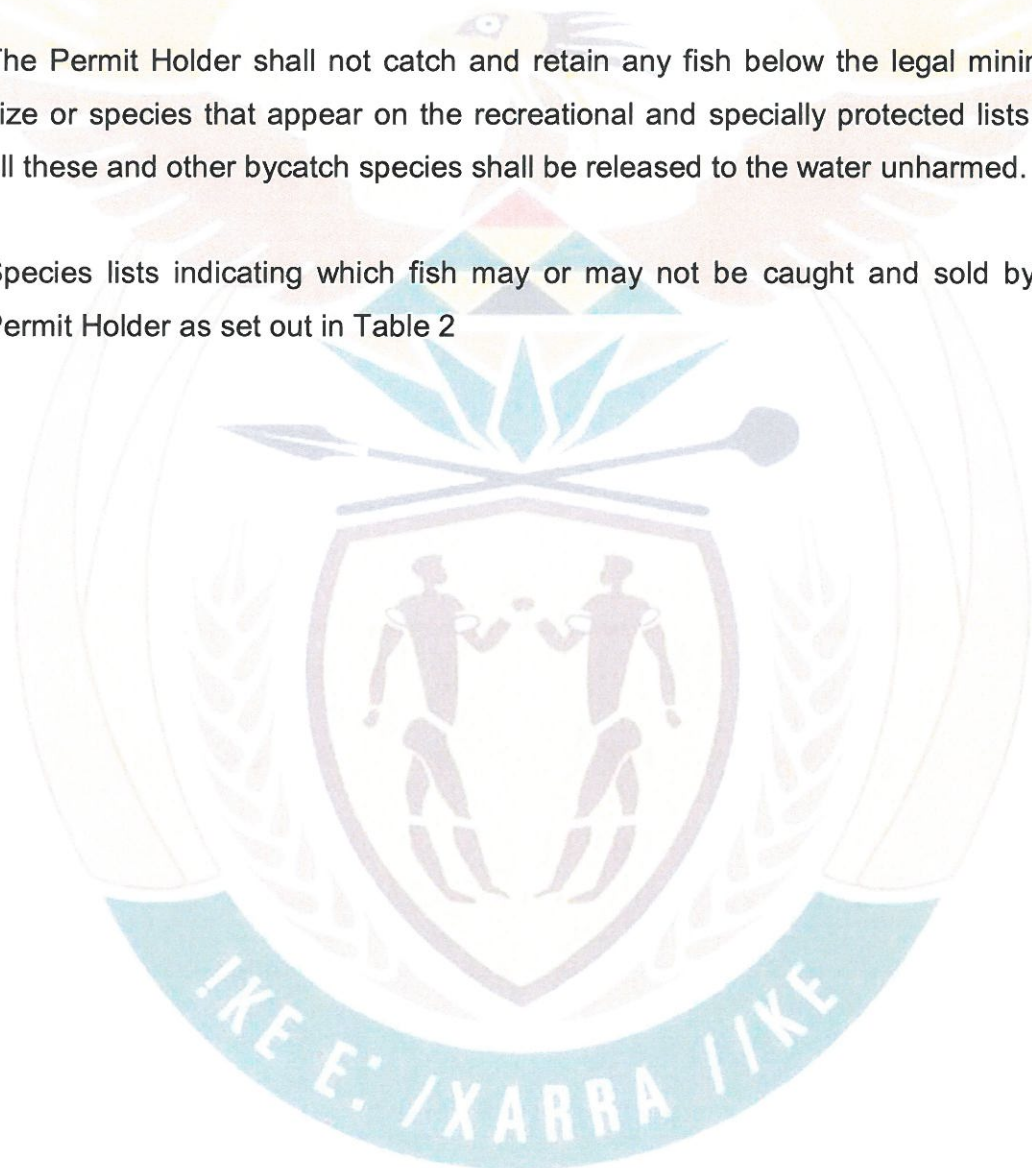 The Permit Holder shall not catch and retain any fish below the legal minin
ize or species that appear on the recreational and specially protected lists
ll these and other bycatch species shall be released to the water unharmed.
Species lists indicating which fish may or may not be caught and sold by
Permit Holder as set out in Table 2
!KE E: /XARRA //KE